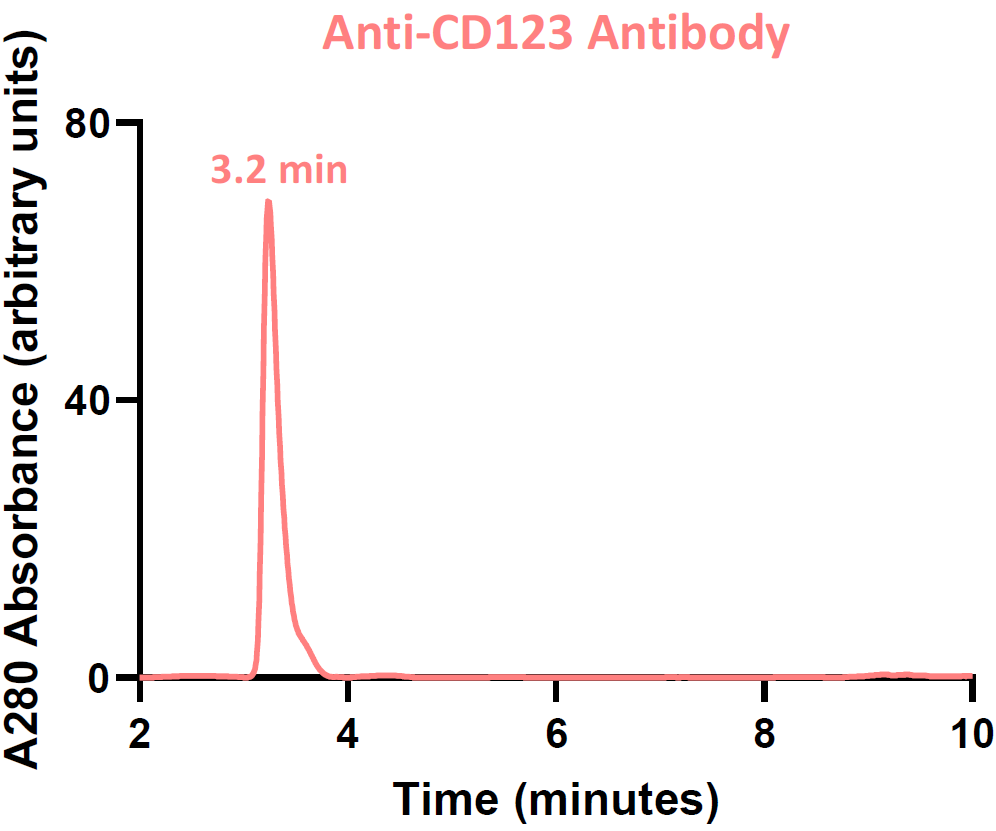 Anti-CD123 Antibody
A280 Absorbance (arbitrary units)
80
3.2 min
40
0
2 4 6 8 10
Time (minutes)